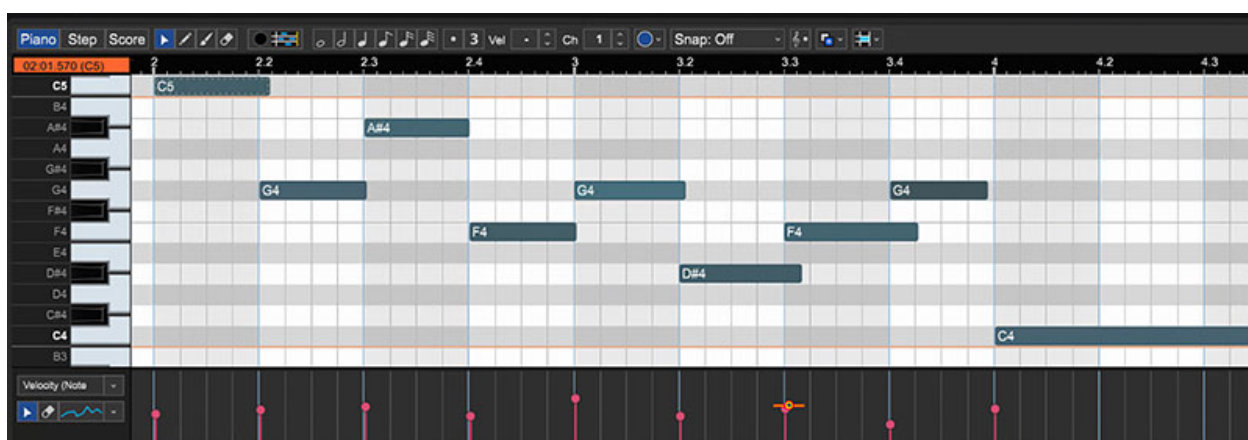 Piano Step Score 3 Vel - Ch 1 Snap: Off
02:01.570 (C5) 2 2.2 2.3 2.4 3 3.2 3.3 3.4 4 4.2 4.3
C5 C5
B4
A#4 A#4
A4
G#4
G4 G4 G4 G4
F#4
F4 F4 F4
E4
D#4 D#4
D4
C#4
C4 C4
B3
Velocity (Note